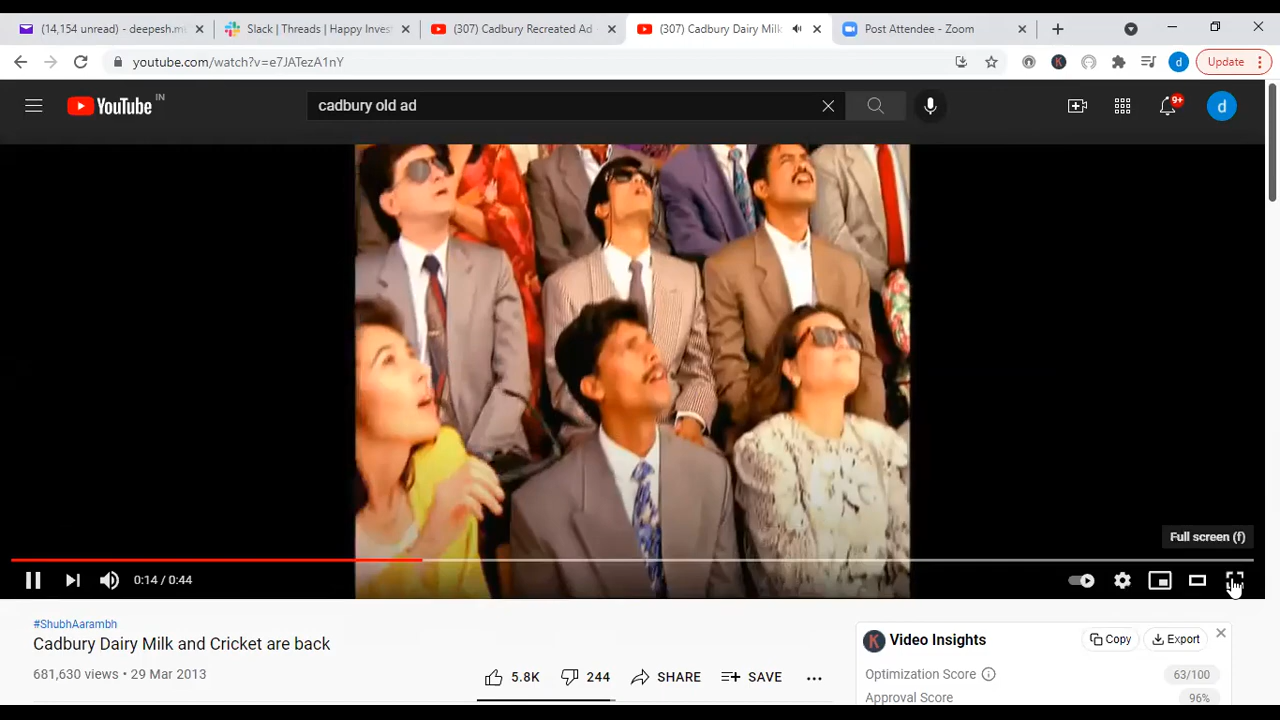 (14,154 unread) - deepesh.m
Slack | Threads | Happy Inves
(307) Cadbury Recreated Ad
(307) Cadbury Dairy Milk
Post Attendee - Zoom
youtube.com/watch?v=e7JATezA1nY
d
Update
YouTube IN
cadbury old ad
9+
d
Full screen (f)
0:14 / 0:44
#ShubhAarambh
Cadbury Dairy Milk and Cricket are back
681,630 views • 29 Mar 2013
5.8K
244
SHARE
SAVE
K
Video Insights
Copy
Export
Optimization Score
63/100
Approval Score
96%